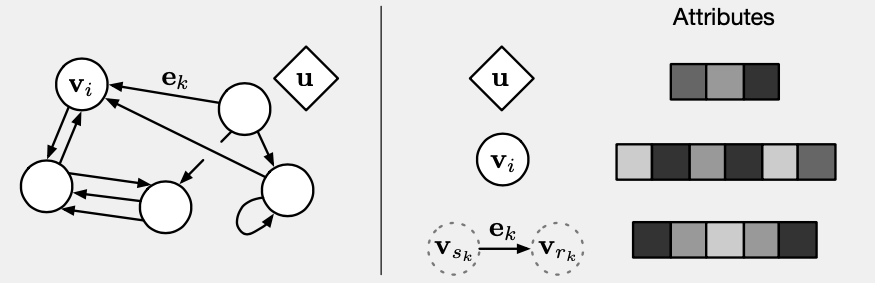 Attributes
v_i
e_k
u
u
v_i
e_k
v_{s_k} v_{r_k}